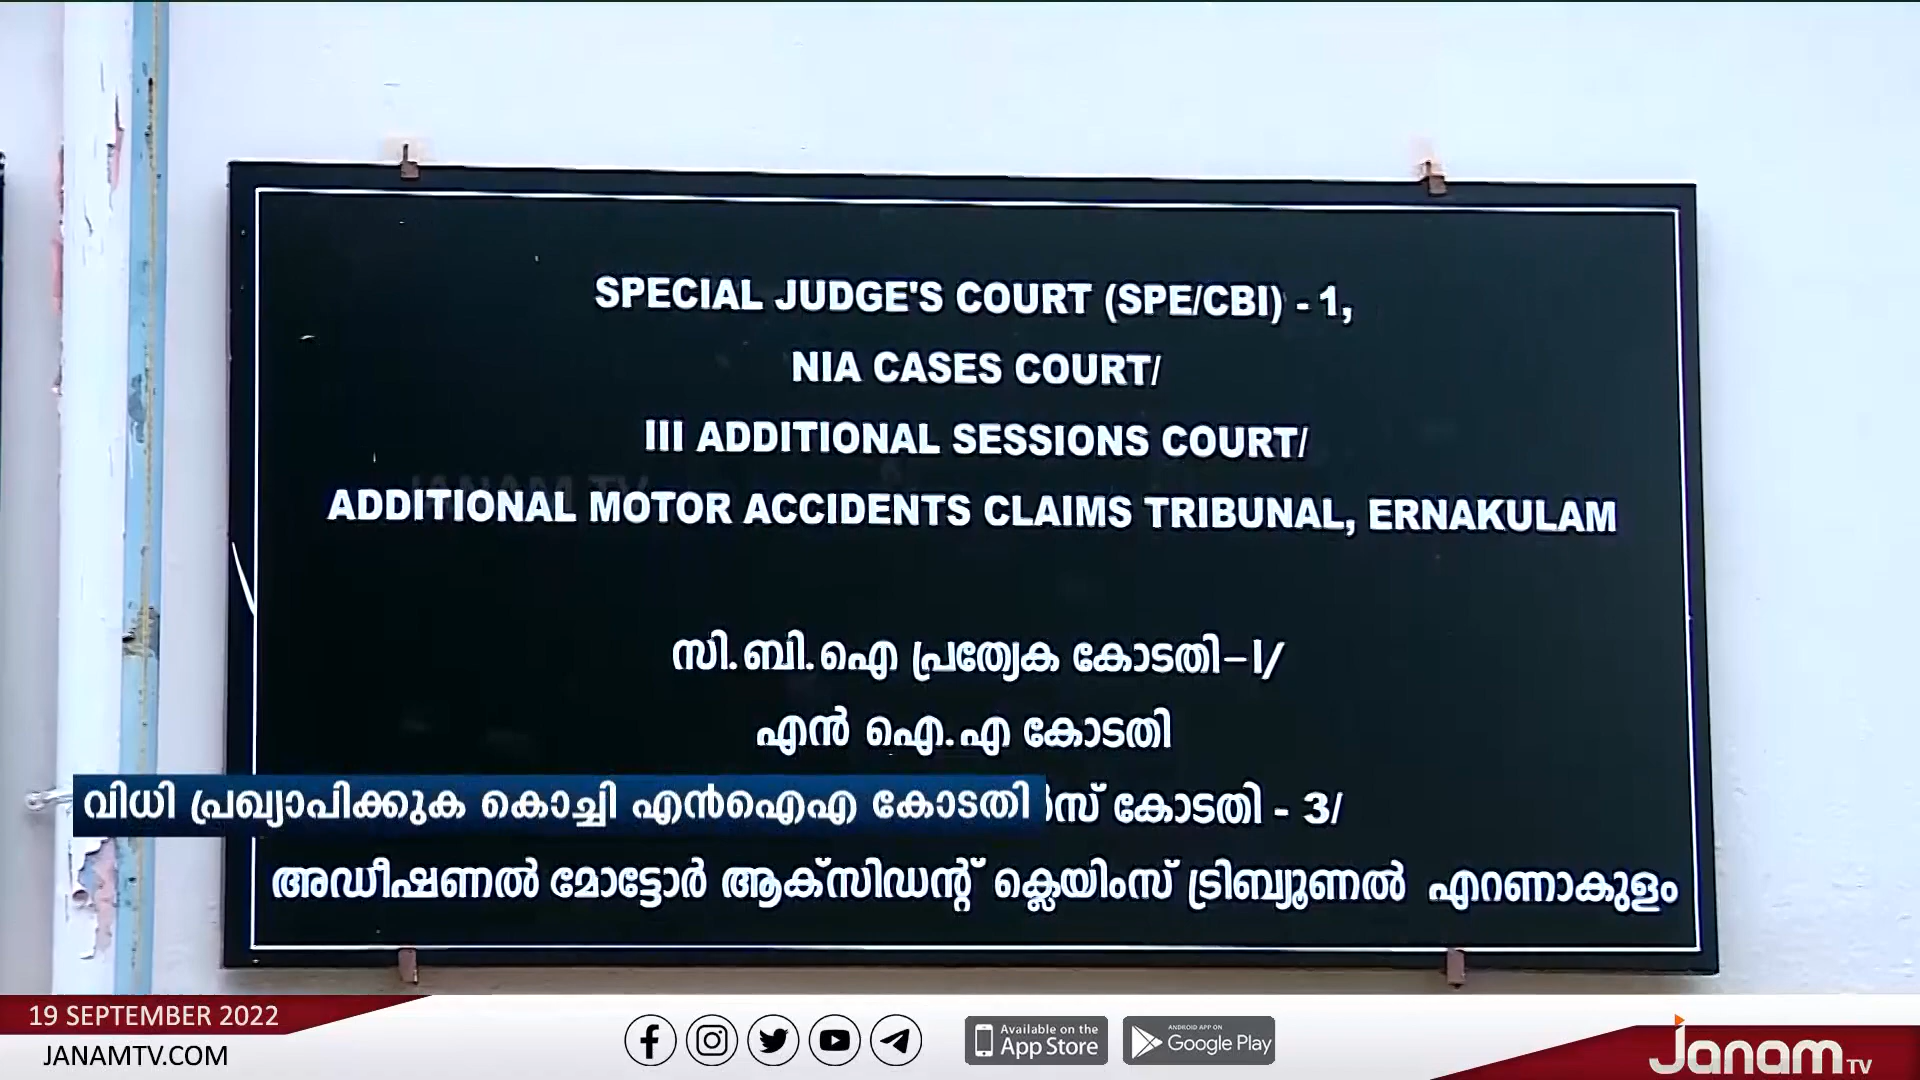 SPECIAL JUDGE'S COURT (SPE/CBI) - 1,
NIA CASES COURT/
III ADDITIONAL SESSIONS COURT/
ADDITIONAL MOTOR ACCIDENTS CLAIMS TRIBUNAL, ERNAKULAM
സി.ബി.ഐ പ്രത്യേക കോടതി-I/
എൻ ഐ.എ കോടതി
വിധി പ്രഖ്യാപിക്കുക കൊച്ചി എൻഐഎ കോടതി
കോടതി - 3/
അഡീഷണൽ മോട്ടോർ ആക്സിഡന്റ് ക്ലെയിംസ് ട്രിബ്യൂണൽ എറണാകുളം
19 SEPTEMBER 2022
JANAMTV.COM
Available on the
App Store
ANDROID APP ON
Google Play
Janam TV